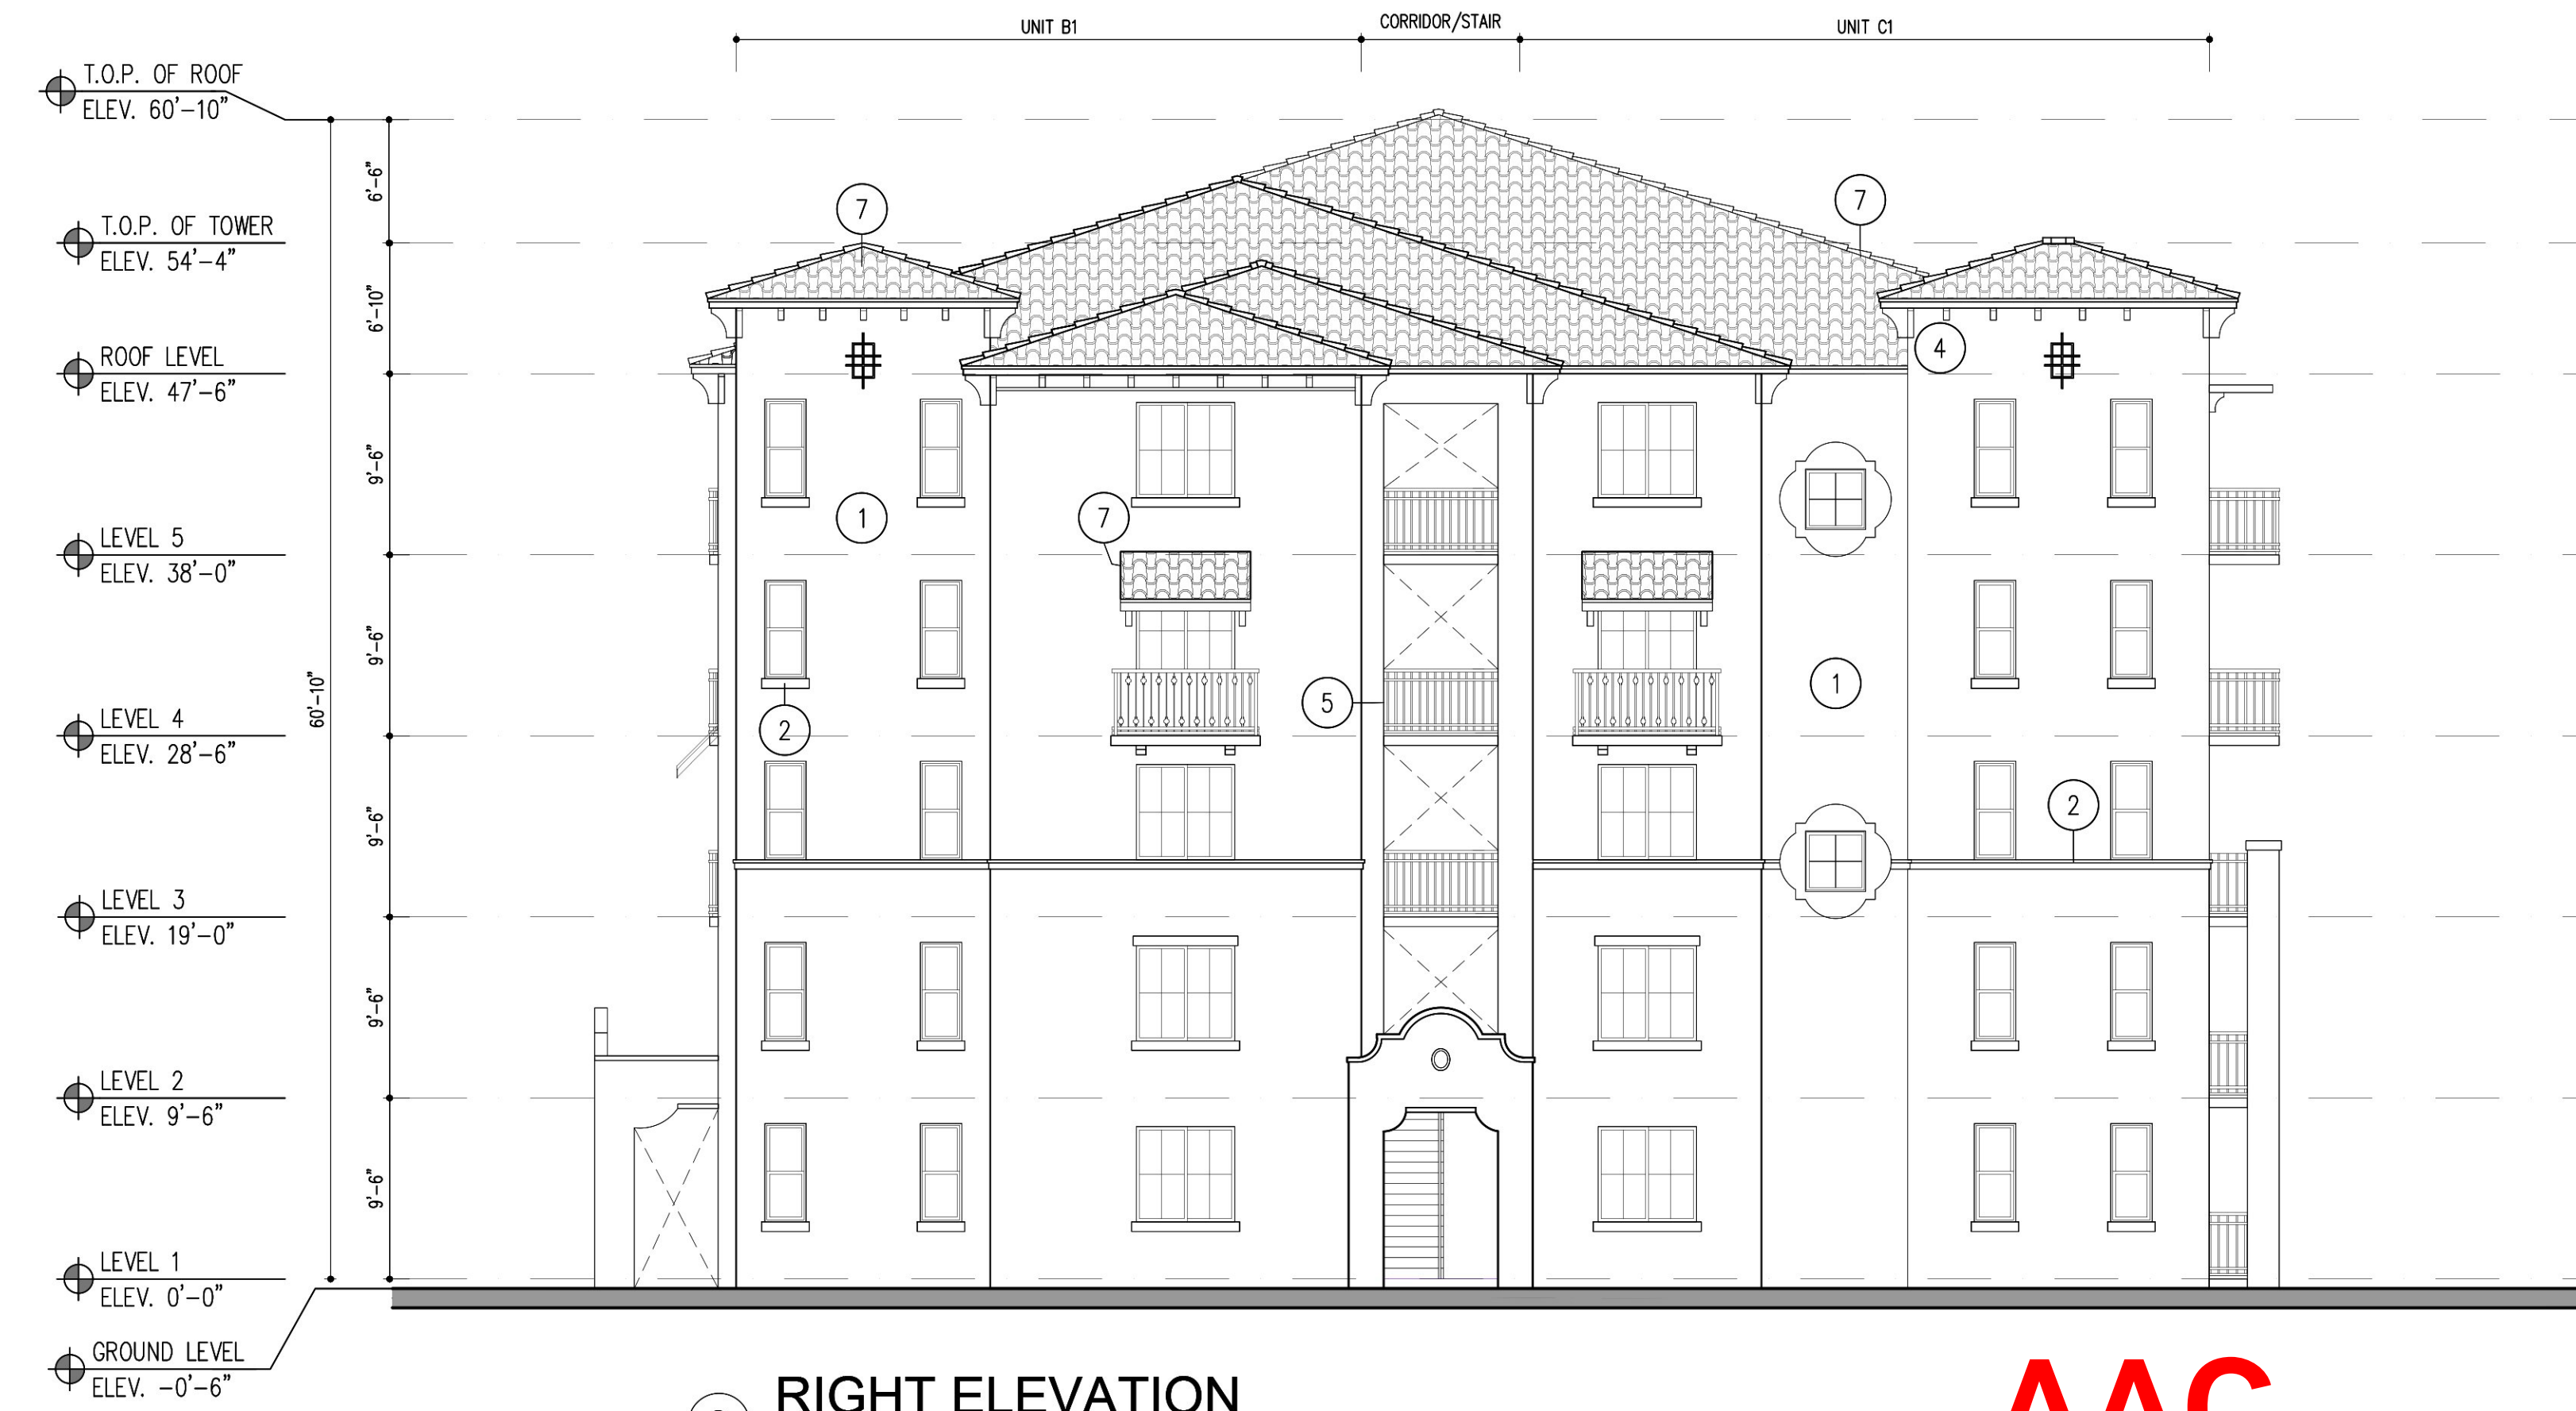 UNIT B1
CORRIDOR/STAIR
UNIT C1
T.O.P. OF ROOF
ELEV. 60'-10"
6'-6"
7
7
T.O.P. OF TOWER
ELEV. 54'-4"
6'-10"
4
ROOF LEVEL
ELEV. 47'-6"
9'-6"
1
7
LEVEL 5
ELEV. 38'-0"
9'-6"
60'-10"
5
1
2
LEVEL 4
ELEV. 28'-6"
9'-6"
2
LEVEL 3
ELEV. 19'-0"
9'-6"
LEVEL 2
ELEV. 9'-6"
9'-6"
LEVEL 1
ELEV. 0'-0"
GROUND LEVEL
ELEV. -0'-6"
RIGHT ELEVATION